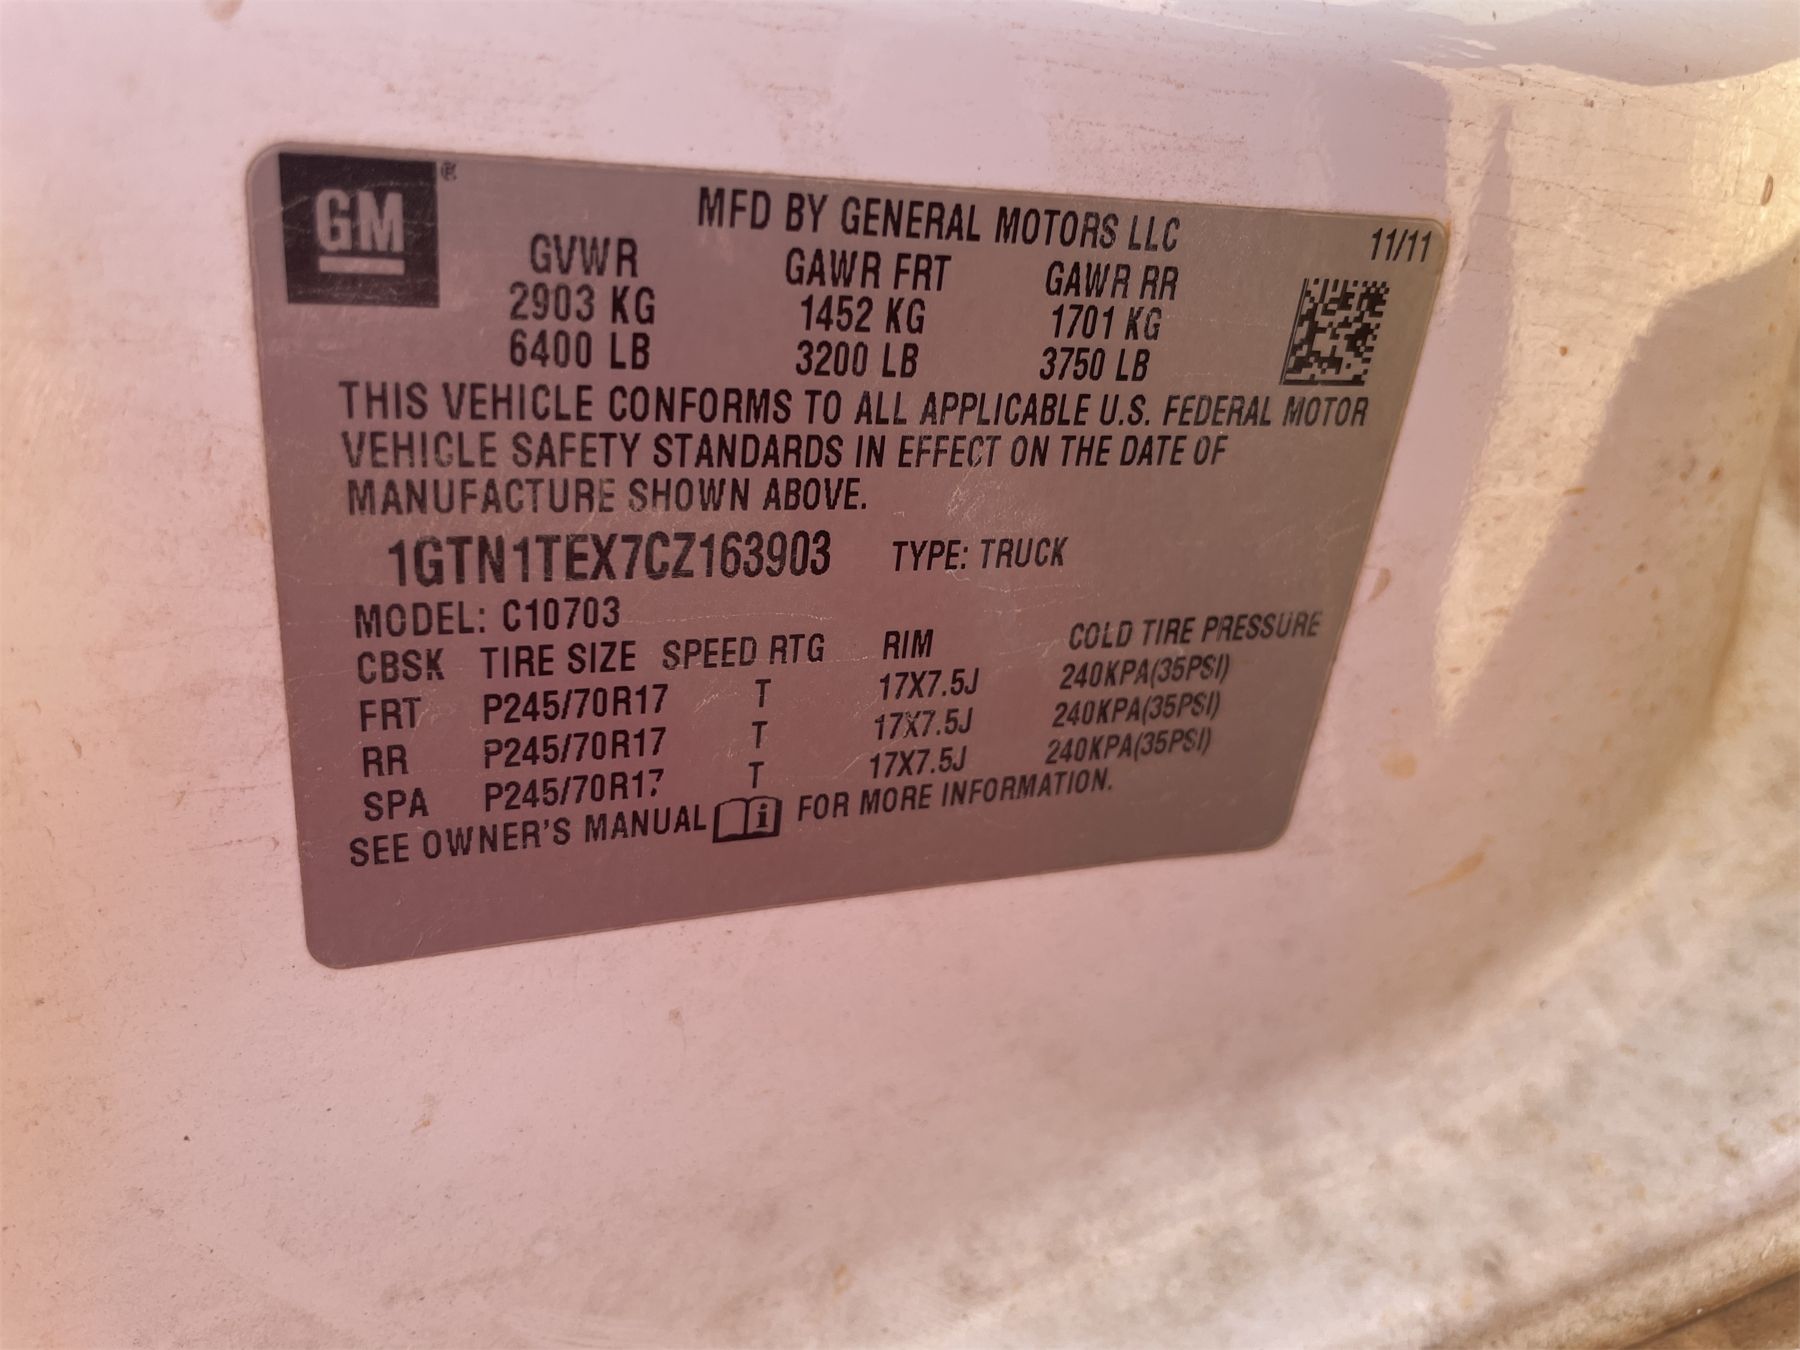 GM ®
MFD BY GENERAL MOTORS LLC 11/11
GVWR GAWR FRT GAWR RR
2903 KG 1452 KG 1701 KG
6400 LB 3200 LB 3750 LB
THIS VEHICLE CONFORMS TO ALL APPLICABLE U.S. FEDERAL MOTOR
VEHICLE SAFETY STANDARDS IN EFFECT ON THE DATE OF
MANUFACTURE SHOWN ABOVE.
1GTN1TEX7CZ163903 TYPE: TRUCK
MODEL: C10703
CBSK TIRE SIZE SPEED RTG RIM COLD TIRE PRESSURE
FRT P245/70R17 T 17X7.5J 240KPA(35PSI)
RR P245/70R17 T 17X7.5J 240KPA(35PSI)
SPA P245/70R17 T 17X7.5J 240KPA(35PSI)
SEE OWNER'S MANUAL i FOR MORE INFORMATION.